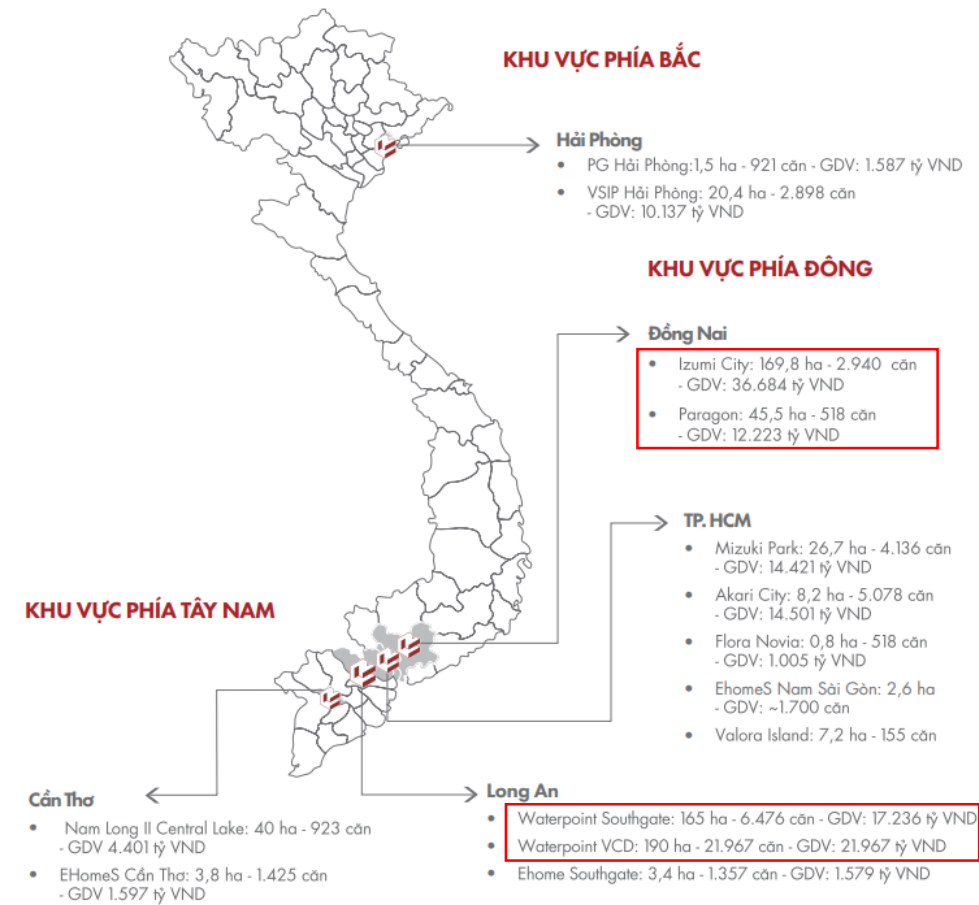 KHU VỰC PHÍA BẮC
Hải Phòng
• PG Hải Phòng:1,5 ha - 921 căn - GDV: 1.587 tỷ VND
• VSIP Hải Phòng: 20,4 ha - 2.898 căn
- GDV: 10.137 tỷ VND
KHU VỰC PHÍA ĐÔNG
Đồng Nai
• Izumi City: 169,8 ha - 2.940 căn
- GDV: 36.684 tỷ VND
• Paragon: 45,5 ha - 518 căn
- GDV: 12.223 tỷ VND
TP. HCM
• Mizuki Park: 26,7 ha - 4.136 căn
- GDV: 14.421 tỷ VND
• Akari City: 8,2 ha - 5.078 căn
- GDV: 14.501 tỷ VND
• Flora Novia: 0,8 ha - 518 căn
- GDV: 1.005 tỷ VND
• EhomeS Nam Sài Gòn: 2,6 ha
- GDV: ~1.700 căn
• Valora Island: 7,2 ha - 155 căn
KHU VỰC PHÍA TÂY NAM
Cần Thơ
• Nam Long II Central Lake: 40 ha - 923 căn
- GDV 4.401 tỷ VND
• EHomeS Cần Thơ: 3,8 ha - 1.425 căn
- GDV 1.597 tỷ VND
Long An
• Waterpoint Southgate: 165 ha - 6.476 căn - GDV: 17.236 tỷ VND
• Waterpoint VCD: 190 ha - 21.967 căn - GDV: 21.967 tỷ VND
• Ehome Southgate: 3,4 ha - 1.357 căn - GDV: 1.579 tỷ VND